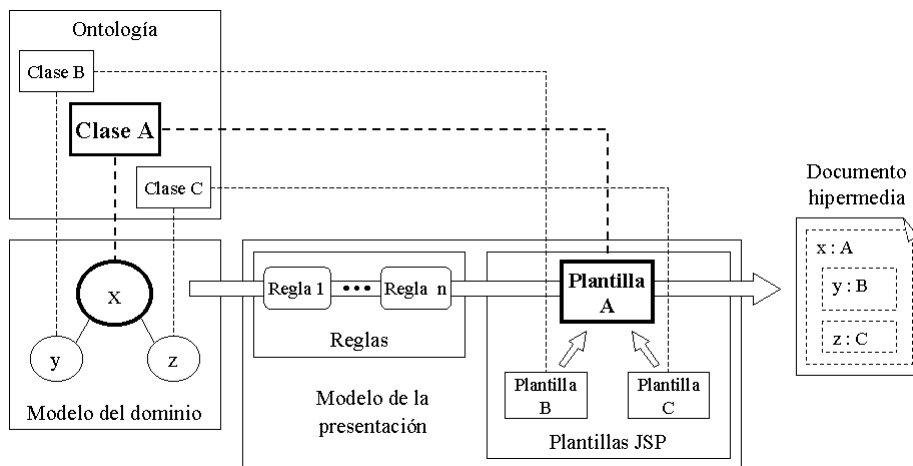 Ontología
Clase B
Clase A
Clase C
x
y
z
Modelo del dominio
Regla 1
Regla n
Reglas
Modelo de la
presentación
Plantilla
A
Plantilla
B
Plantilla
C
Plantillas JSP
Documento
hipermedia
x : A
y : B
z : C